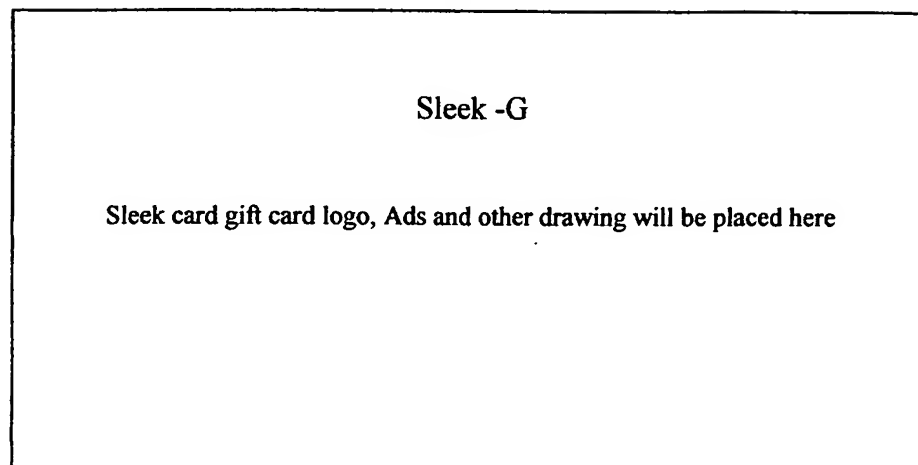 Sleek -G
Sleek card gift card logo, Ads and other drawing will be placed here